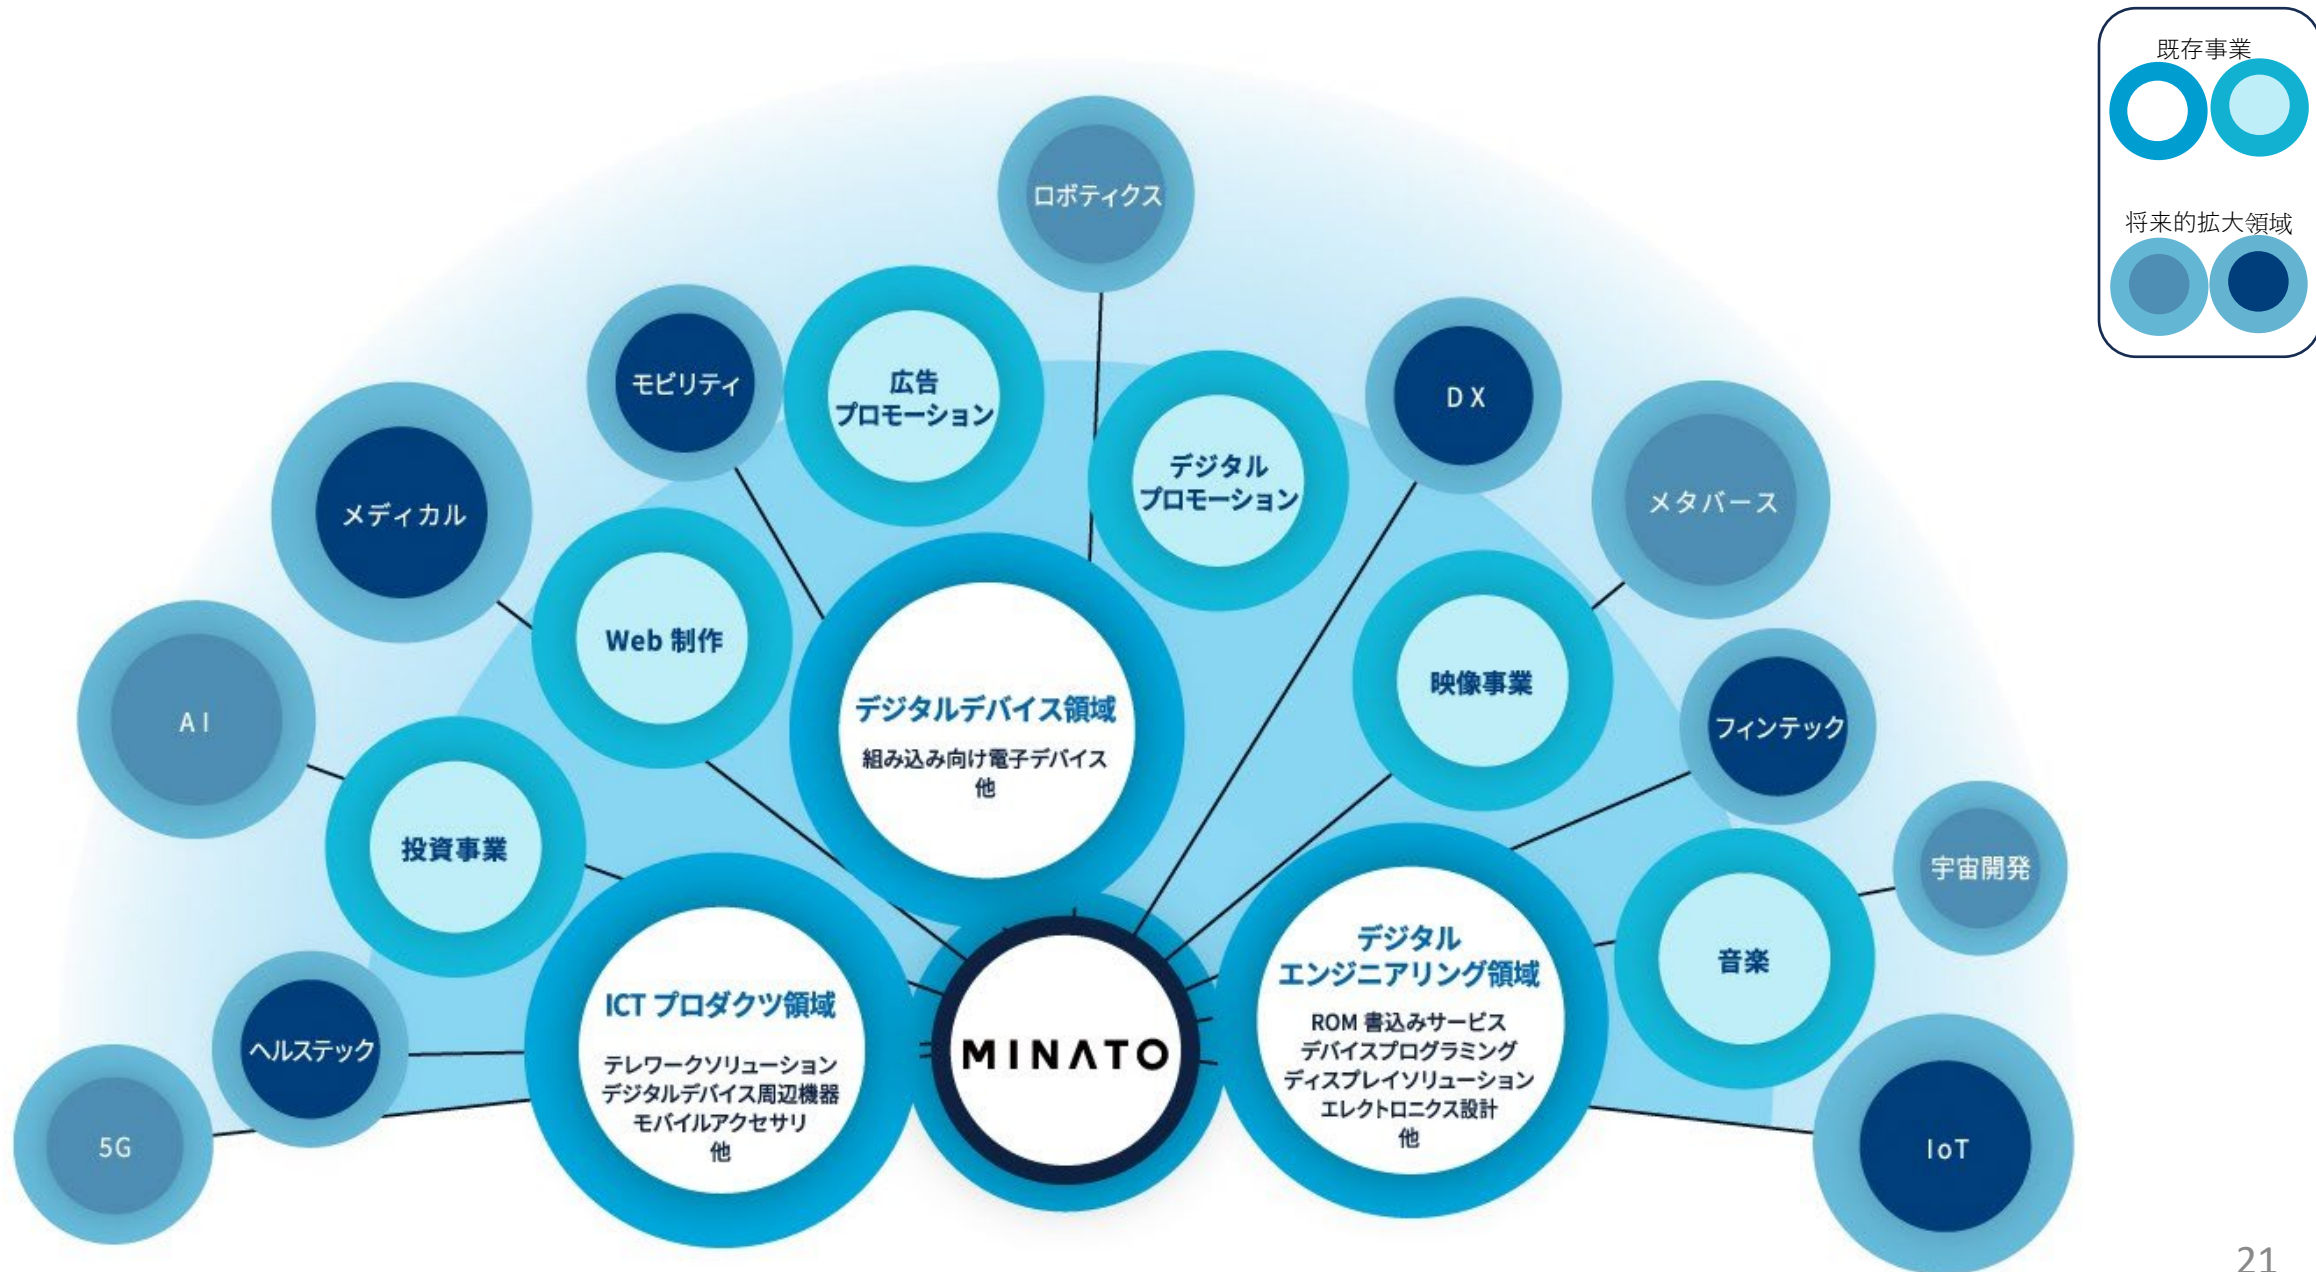 既存事業
将来的拡大領域
ロボティクス
モビリティ
広告
プロモーション
DX
デジタル
プロモーション
メディカル
メタバース
Web 制作
映像事業
AI
デジタルデバイス領域
組み込み向け電子デバイス
他
フィンテック
投資事業
宇宙開発
音楽
ICT プロダクツ領域
テレワークソリューション
デジタルデバイス周辺機器
モバイルアクセサリ
他
MINATO
デジタル
エンジニアリング領域
ROM 書込みサービス
デバイスプログラミング
ディスプレイソリューション
エレクトロニクス設計
他
ヘルステック
5G
IoT
21